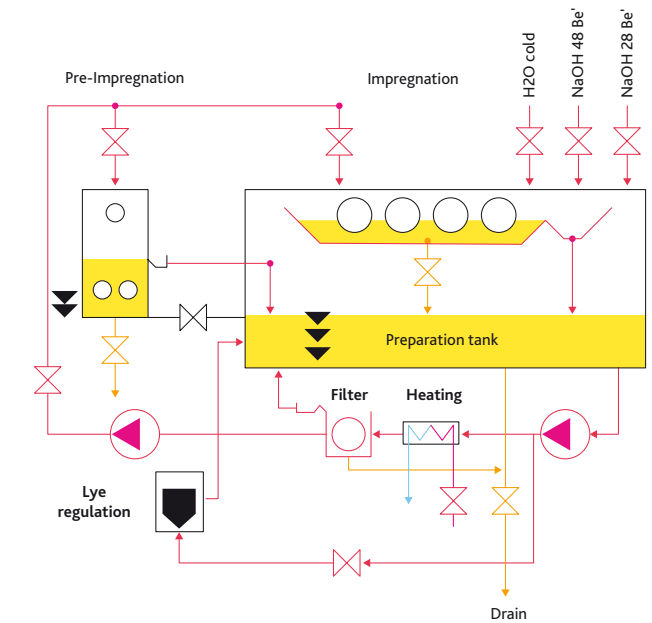 H2O cold
NaOH 48 Be'
NaOH 28 Be'
Pre-Impregnation
Impregnation
Preparation tank
Filter
Heating
Lye
regulation
Drain